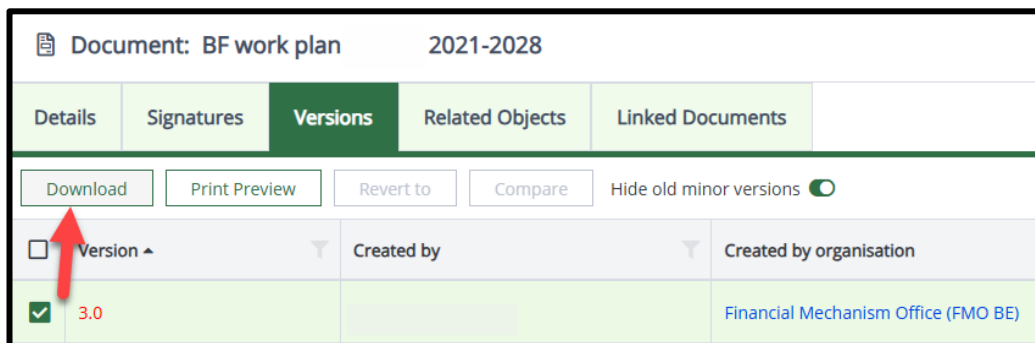 Document: BF work plan 2021-2028
Details Signatures Versions Related Objects Linked Documents
Download Print Preview Revert to Compare Hide old minor versions
Version Created by Created by organisation
3.0 Financial Mechanism Office (FMO BE)